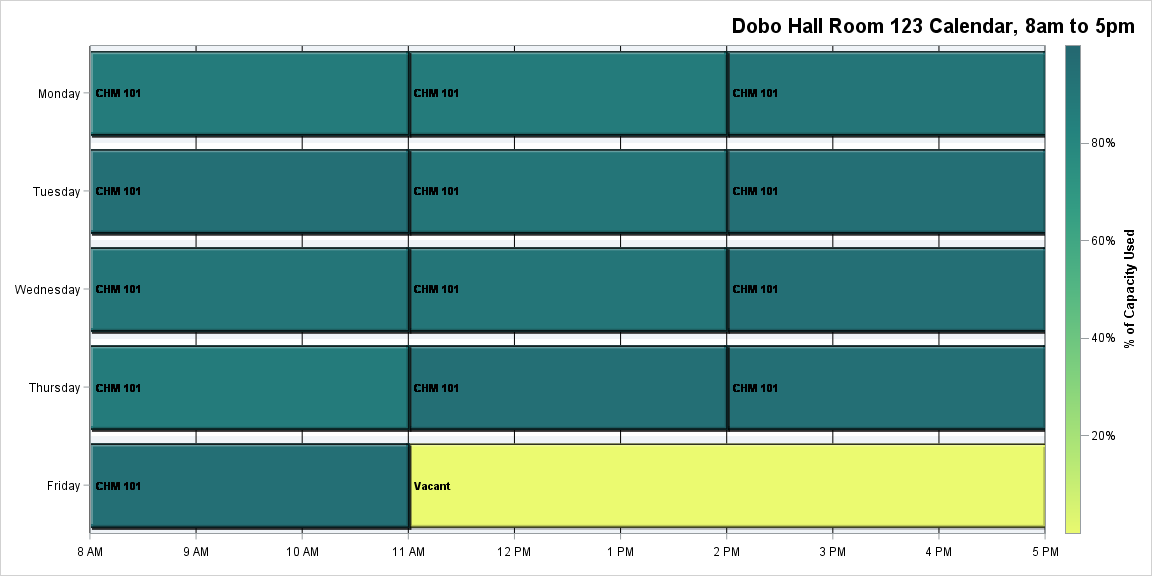 Dobo Hall Room 123 Calendar, 8am to 5pm
Monday
CHM 101
CHM 101
CHM 101
Tuesday
CHM 101
CHM 101
CHM 101
Wednesday
CHM 101
CHM 101
CHM 101
Thursday
CHM 101
CHM 101
CHM 101
Friday
CHM 101
Vacant
8 AM
9 AM
10 AM
11 AM
12 PM
1 PM
2 PM
3 PM
4 PM
5 PM
80%
60%
40%
20%
% of Capacity Used